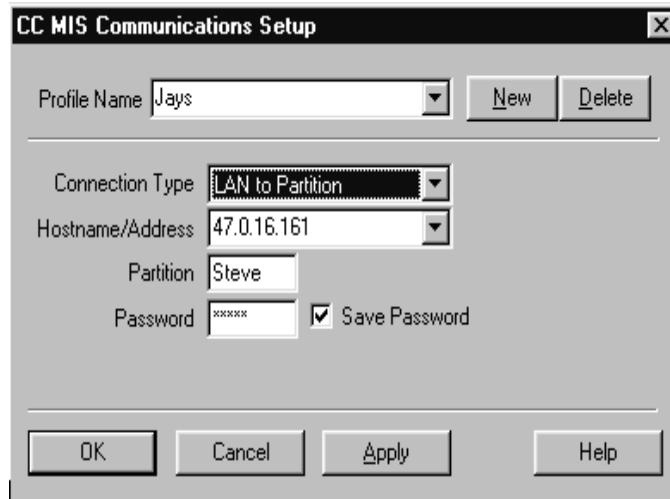 CC MIS Communications Setup
Profile Name Jays New Delete
Connection Type LAN to Partition
Hostname/Address 47.0.16.161
Partition Steve
Password ××××× Save Password
OK Cancel Apply Help